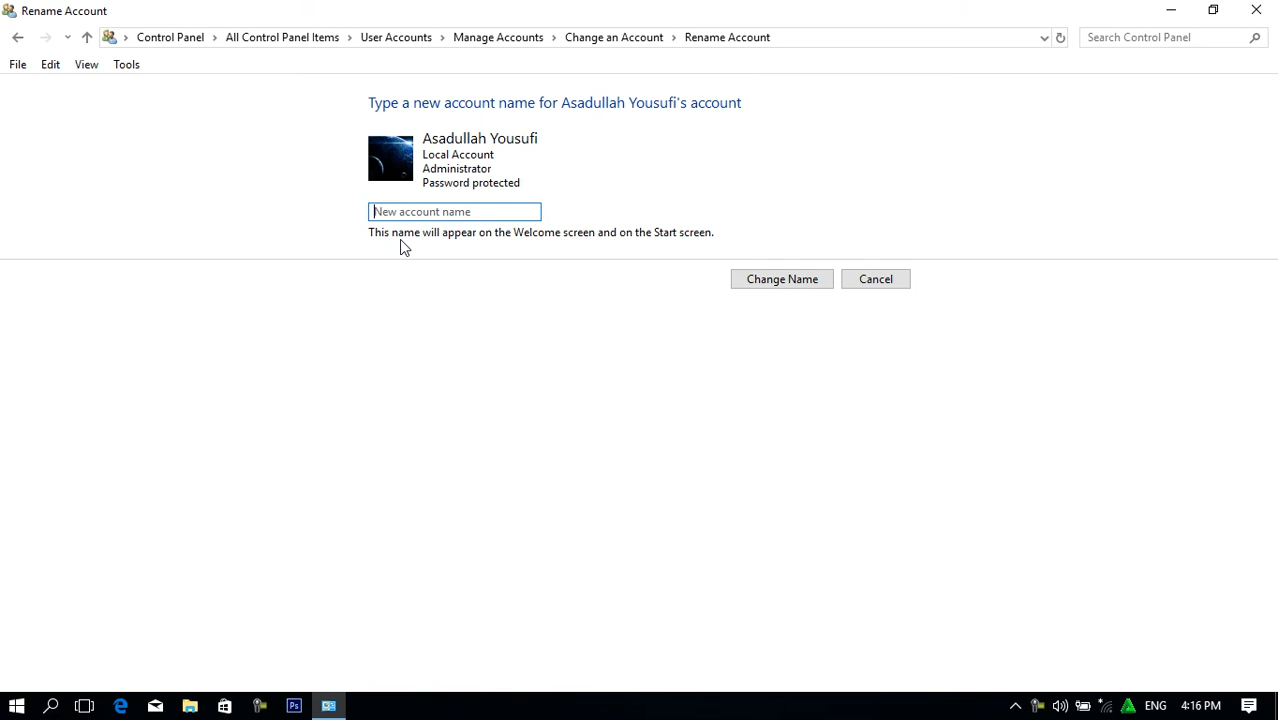 Rename Account
Control Panel > All Control Panel Items > User Accounts > Manage Accounts > Change an Account > Rename Account
Search Control Panel
File Edit View Tools
Type a new account name for Asadullah Yousufi's account
Asadullah Yousufi
Local Account
Administrator
Password protected
New account name
This name will appear on the Welcome screen and on the Start screen.
Change Name Cancel
Ps ENG 4:16 PM